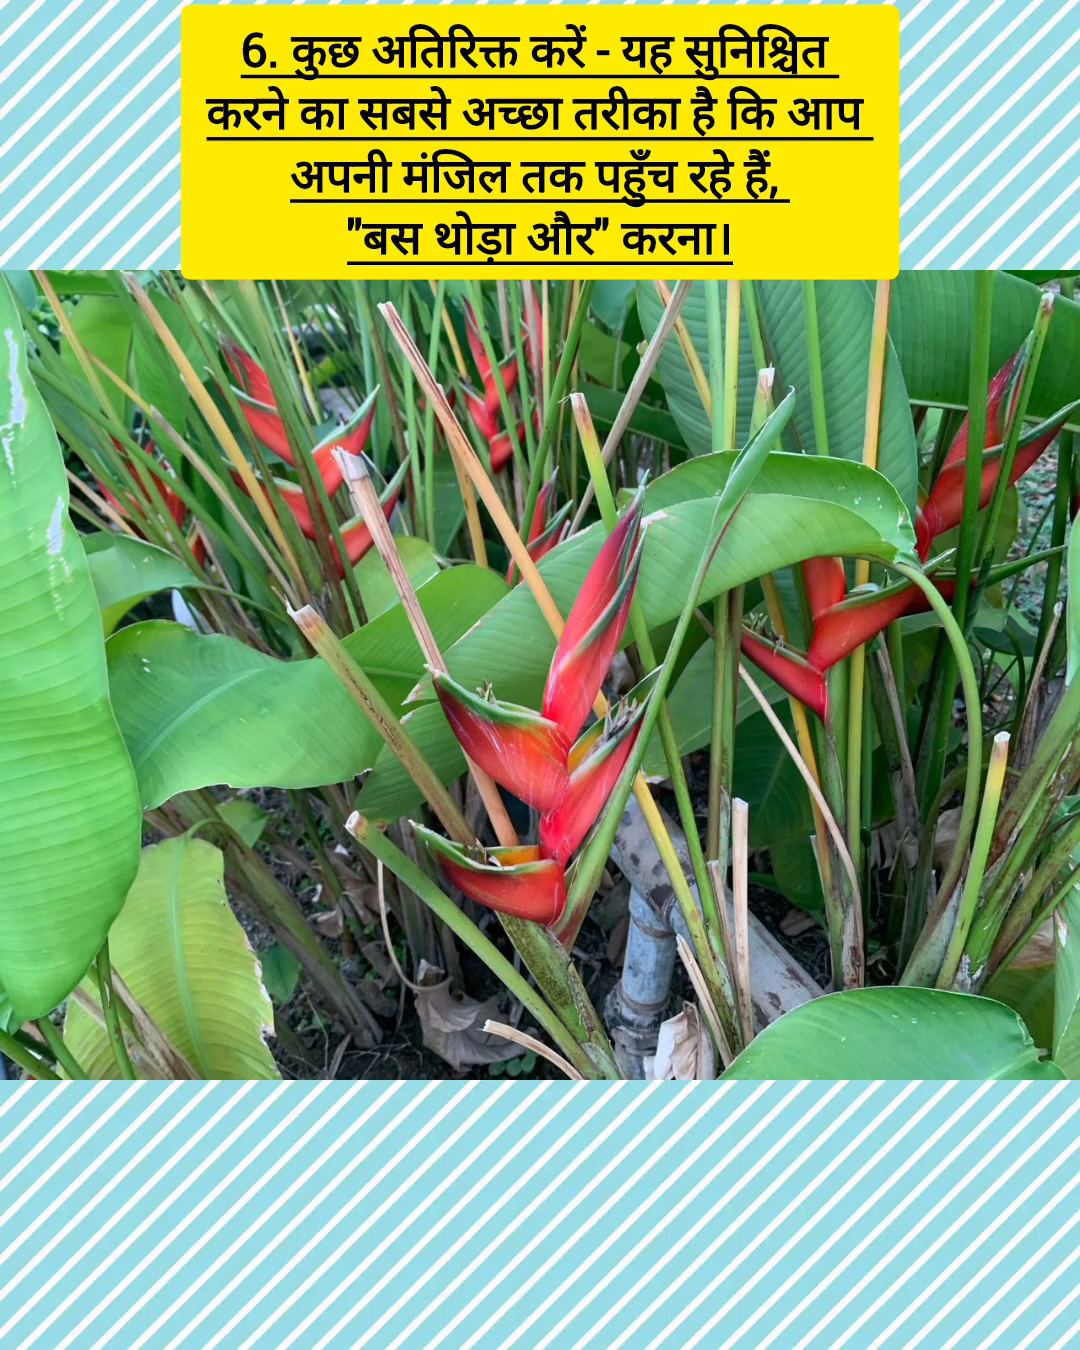 6. कुछ अतिरिक्त करें - यह सुनिश्चित
करने का सबसे अच्छा तरीका है कि आप
अपनी मंजिल तक पहुँच रहे हैं,
"बस थोड़ा और" करना।